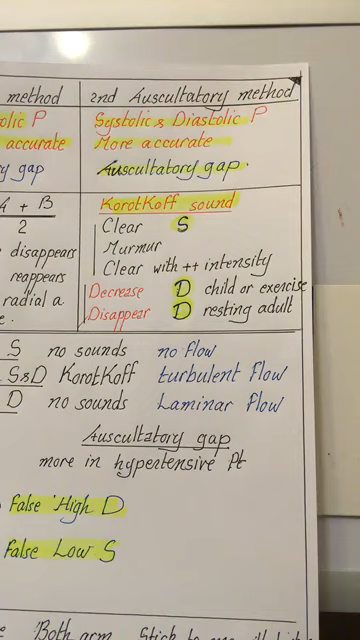 method
2nd Auscultatory method
olic P
Systolic & Diastolic P
accurate
More accurate
y gap
Auscultatory gap.
A + B
2
disappears
reappears
radial a
KorotKoff sound
Clear S
Murmur
Clear with ++ intensity
Decrease D child or exercise
Disappear D resting adult
S no sounds no flow
S&D KorotKoff turbulent flow
D no sounds Laminar flow
Auscultatory gap
more in hypertensive Pt
False High D
False Low S
Both arm